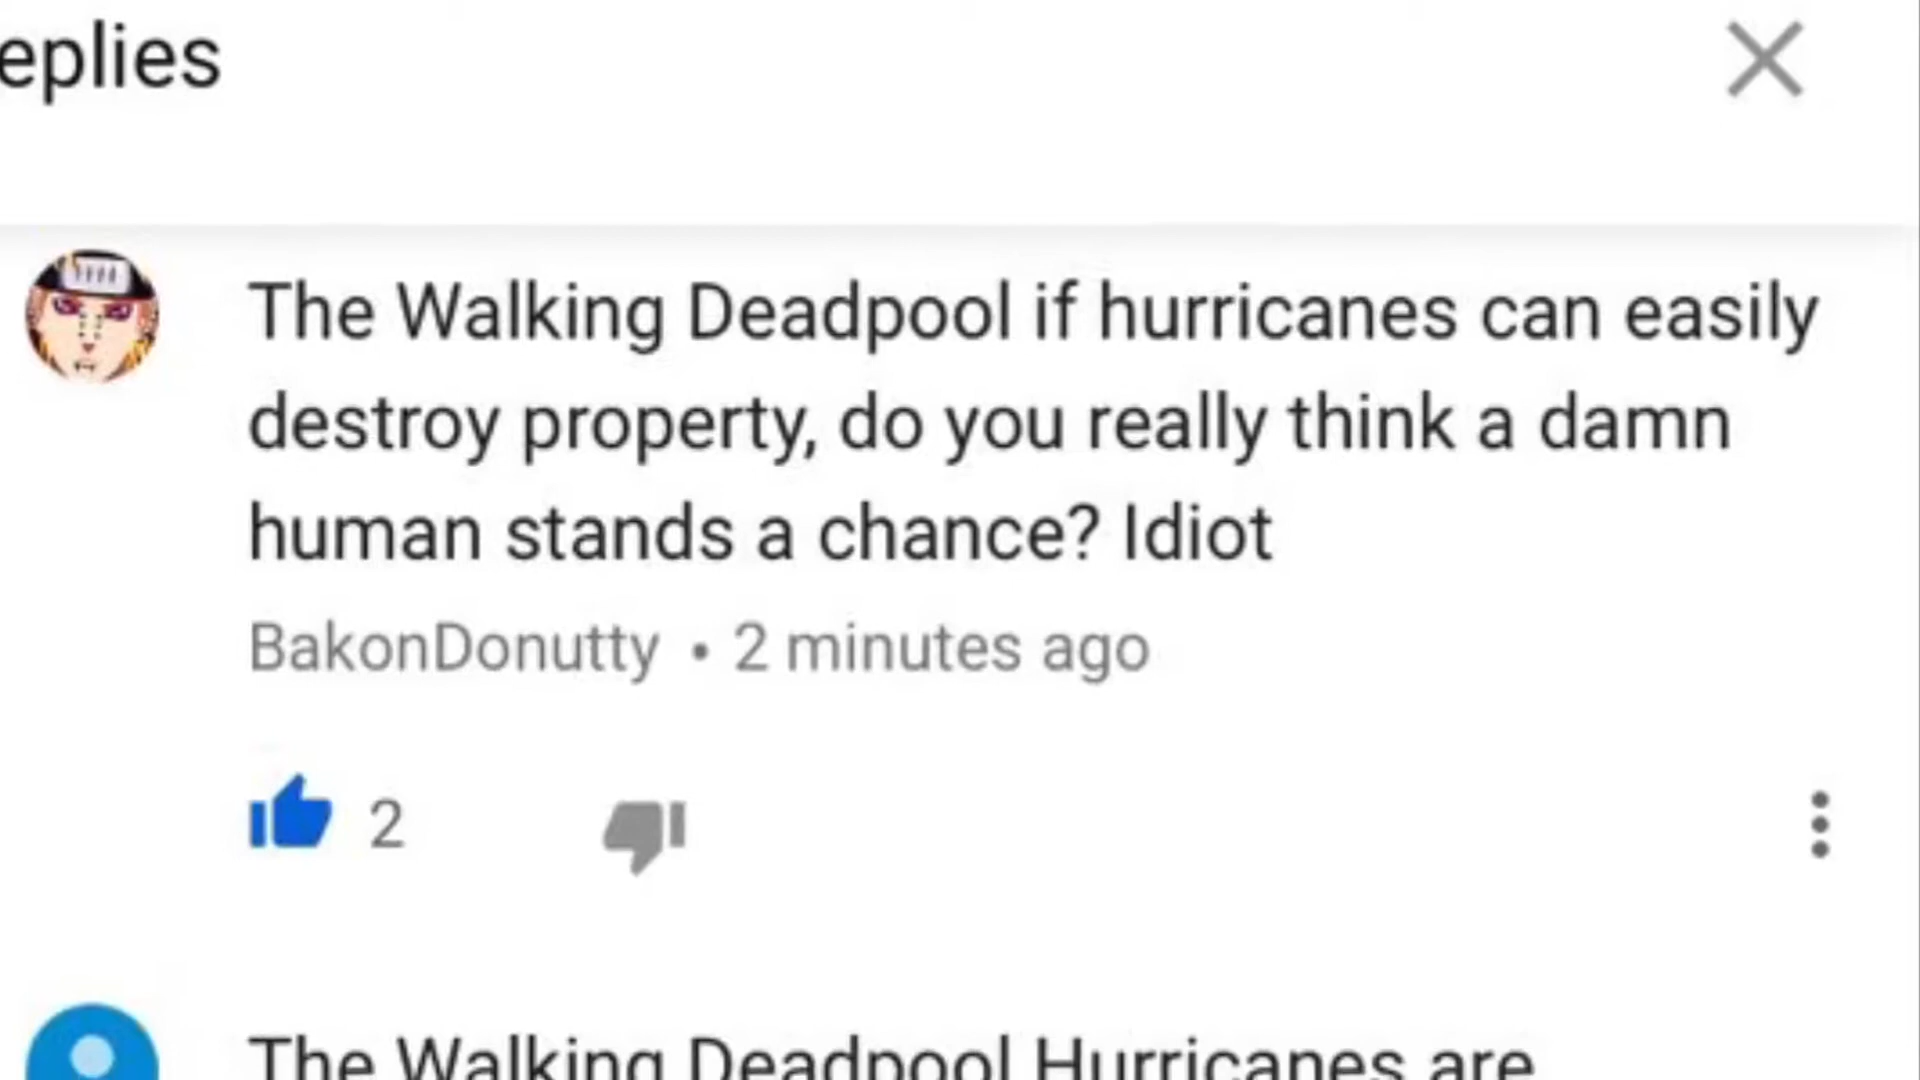 eplies
The Walking Deadpool if hurricanes can easily
destroy property, do you really think a damn
human stands a chance? Idiot
BakonDonutty • 2 minutes ago
2
The Walking Deadpool Hurricanes are